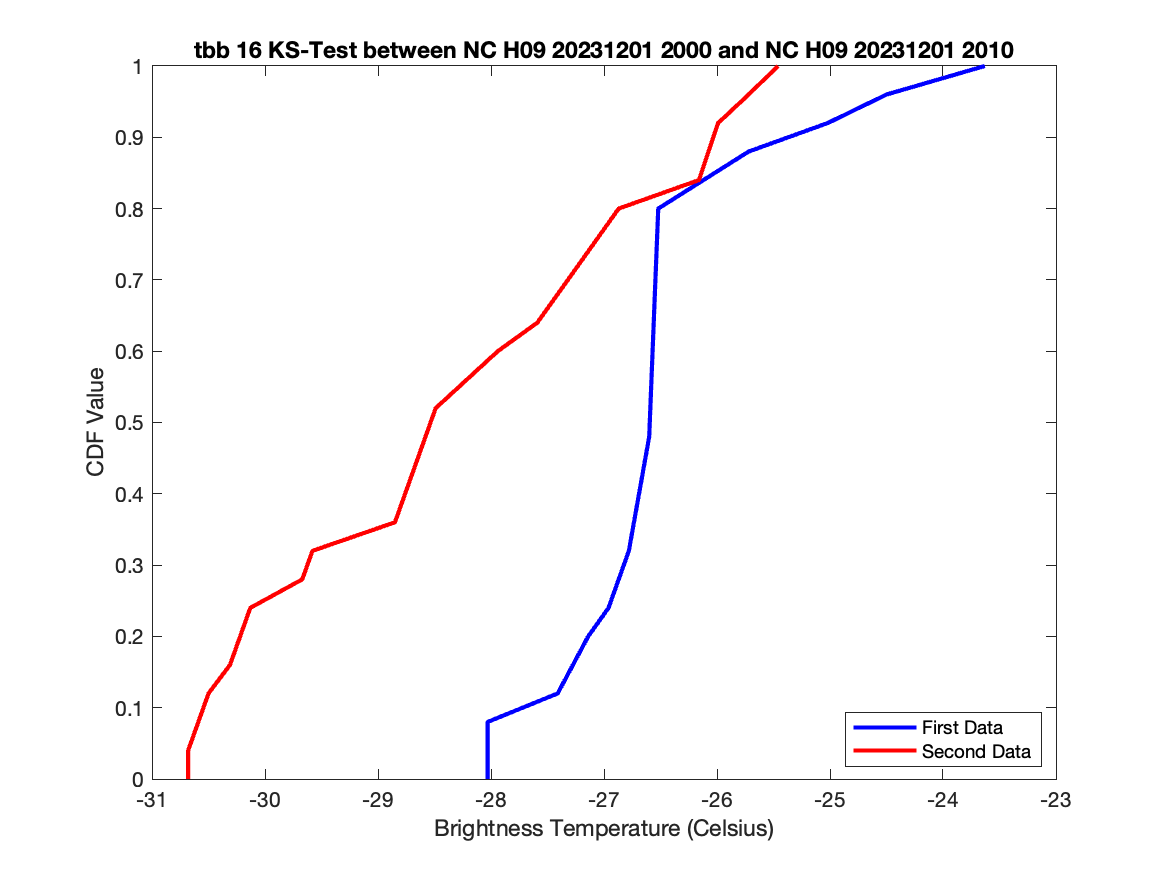 tbb 16 KS-Test between NC H09 20231201 2000 and NC H09 20231201 2010
1
0.9
0.8
0.7
0.6
0.5
0.4
0.3
0.2
0.1
0
CDF Value
First Data
Second Data
-31 -30 -29 -28 -27 -26 -25 -24 -23
Brightness Temperature (Celsius)